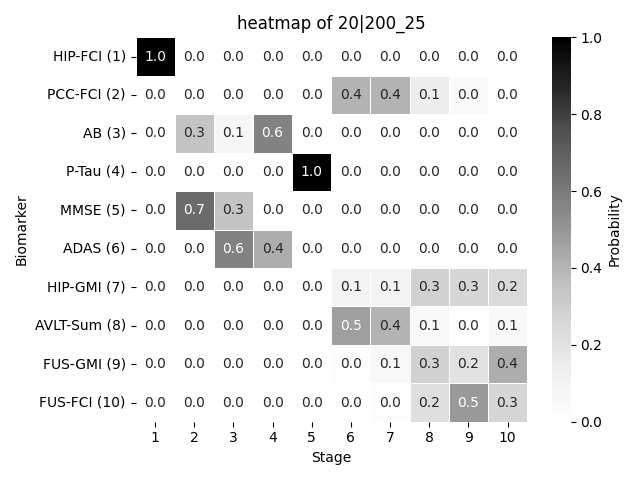 heatmap of 20|200_25
HIP-FCI (1) 1.0 0.0 0.0 0.0 0.0 0.0 0.0 0.0 0.0 0.0
PCC-FCI (2) 0.0 0.0 0.0 0.0 0.0 0.4 0.4 0.1 0.0 0.0
AB (3) 0.0 0.3 0.1 0.6 0.0 0.0 0.0 0.0 0.0 0.0
P-Tau (4) 0.0 0.0 0.0 0.0 1.0 0.0 0.0 0.0 0.0 0.0
MMSE (5) 0.0 0.7 0.3 0.0 0.0 0.0 0.0 0.0 0.0 0.0
ADAS (6) 0.0 0.0 0.6 0.4 0.0 0.0 0.0 0.0 0.0 0.0
HIP-GMI (7) 0.0 0.0 0.0 0.0 0.0 0.1 0.1 0.3 0.3 0.2
AVLT-Sum (8) 0.0 0.0 0.0 0.0 0.0 0.5 0.4 0.1 0.0 0.1
FUS-GMI (9) 0.0 0.0 0.0 0.0 0.0 0.0 0.1 0.3 0.2 0.4
FUS-FCI (10) 0.0 0.0 0.0 0.0 0.0 0.0 0.0 0.2 0.5 0.3
1 2 3 4 5 6 7 8 9 10
Stage
Biomarker
1.0
0.8
0.6
0.4
0.2
0.0
Probability